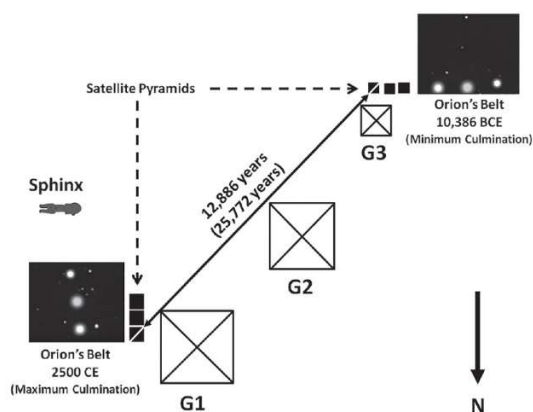 Satellite Pyramids
Orion's Belt
10,386 BCE
(Minimum Culmination)
G3
12,886 years
(25,772 years)
Sphinx
G2
Orion's Belt
2500 CE
(Maximum Culmination)
G1
N